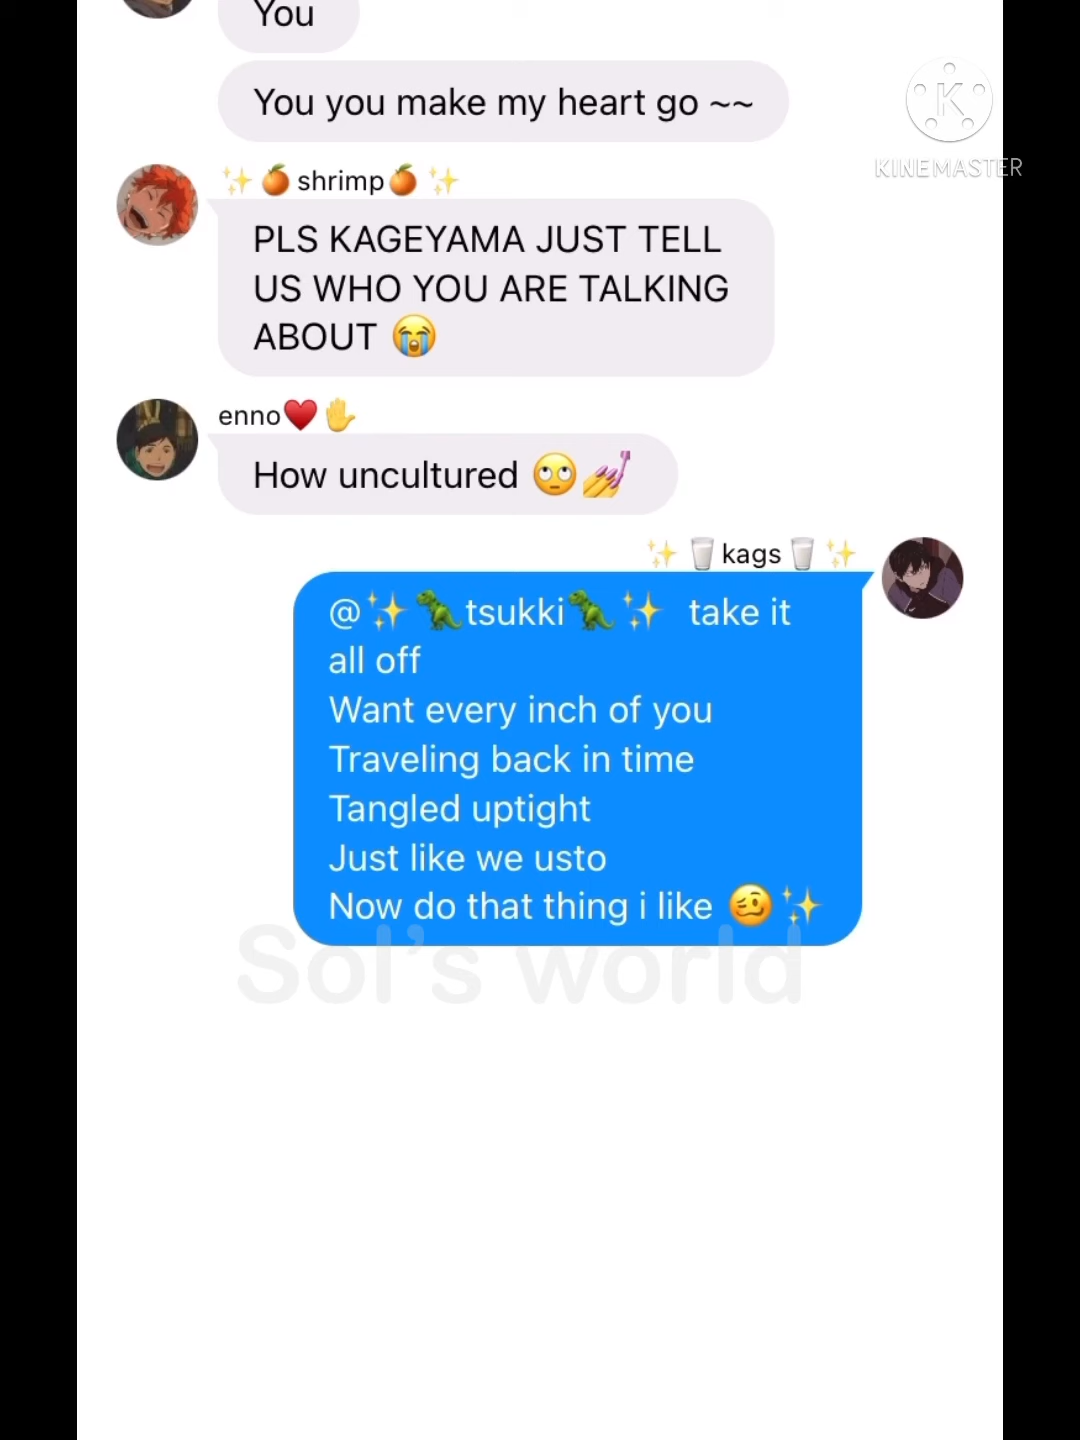 You
You you make my heart go ~~
KINEMASTER
✨🍊shrimp🍊✨
PLS KAGEYAMA JUST TELL
US WHO YOU ARE TALKING
ABOUT 😭
enno♥️✋
How uncultured 🙄💅
✨🥛kags🥛✨
@✨🦖tsukki🦖✨ take it
all off
Want every inch of you
Traveling back in time
Tangled uptight
Just like we usto
Now do that thing i like 🥴✨
Sol's world